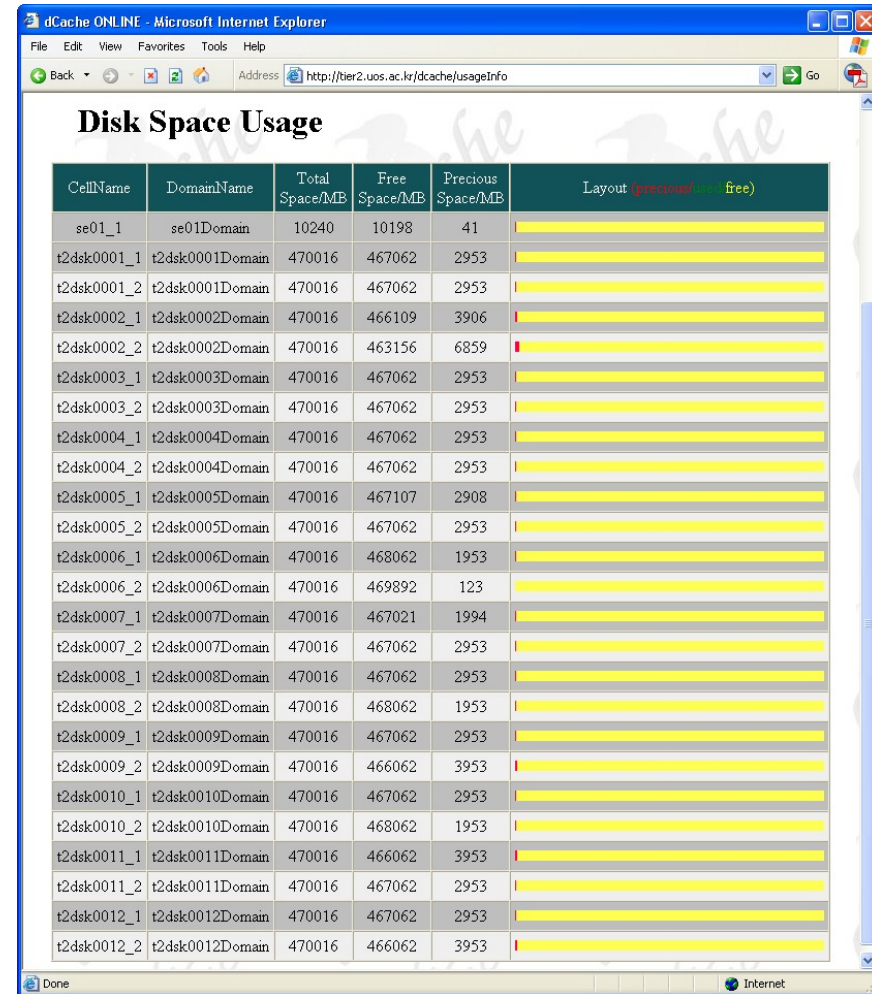 dCache ONLINE - Microsoft Internet Explorer
File Edit View Favorites Tools Help
Back Address http://tier2.uos.ac.kr/dcache/usageInfo Go
Disk Space Usage
CellName DomainName Total Space/MB Free Space/MB Precious Space/MB Layout (precious/used/free)
se01_1 se01Domain 10240 10198 41
t2dsk0001_1 t2dsk0001Domain 470016 467062 2953
t2dsk0001_2 t2dsk0001Domain 470016 467062 2953
t2dsk0002_1 t2dsk0002Domain 470016 466109 3906
t2dsk0002_2 t2dsk0002Domain 470016 463156 6859
t2dsk0003_1 t2dsk0003Domain 470016 467062 2953
t2dsk0003_2 t2dsk0003Domain 470016 467062 2953
t2dsk0004_1 t2dsk0004Domain 470016 467062 2953
t2dsk0004_2 t2dsk0004Domain 470016 467062 2953
t2dsk0005_1 t2dsk0005Domain 470016 467107 2908
t2dsk0005_2 t2dsk0005Domain 470016 467062 2953
t2dsk0006_1 t2dsk0006Domain 470016 468062 1953
t2dsk0006_2 t2dsk0006Domain 470016 469892 123
t2dsk0007_1 t2dsk0007Domain 470016 467021 1994
t2dsk0007_2 t2dsk0007Domain 470016 467062 2953
t2dsk0008_1 t2dsk0008Domain 470016 467062 2953
t2dsk0008_2 t2dsk0008Domain 470016 468062 1953
t2dsk0009_1 t2dsk0009Domain 470016 467062 2953
t2dsk0009_2 t2dsk0009Domain 470016 466062 3953
t2dsk0010_1 t2dsk0010Domain 470016 467062 2953
t2dsk0010_2 t2dsk0010Domain 470016 468062 1953
t2dsk0011_1 t2dsk0011Domain 470016 466062 3953
t2dsk0011_2 t2dsk0011Domain 470016 467062 2953
t2dsk0012_1 t2dsk0012Domain 470016 467062 2953
t2dsk0012_2 t2dsk0012Domain 470016 466062 3953
Done Internet